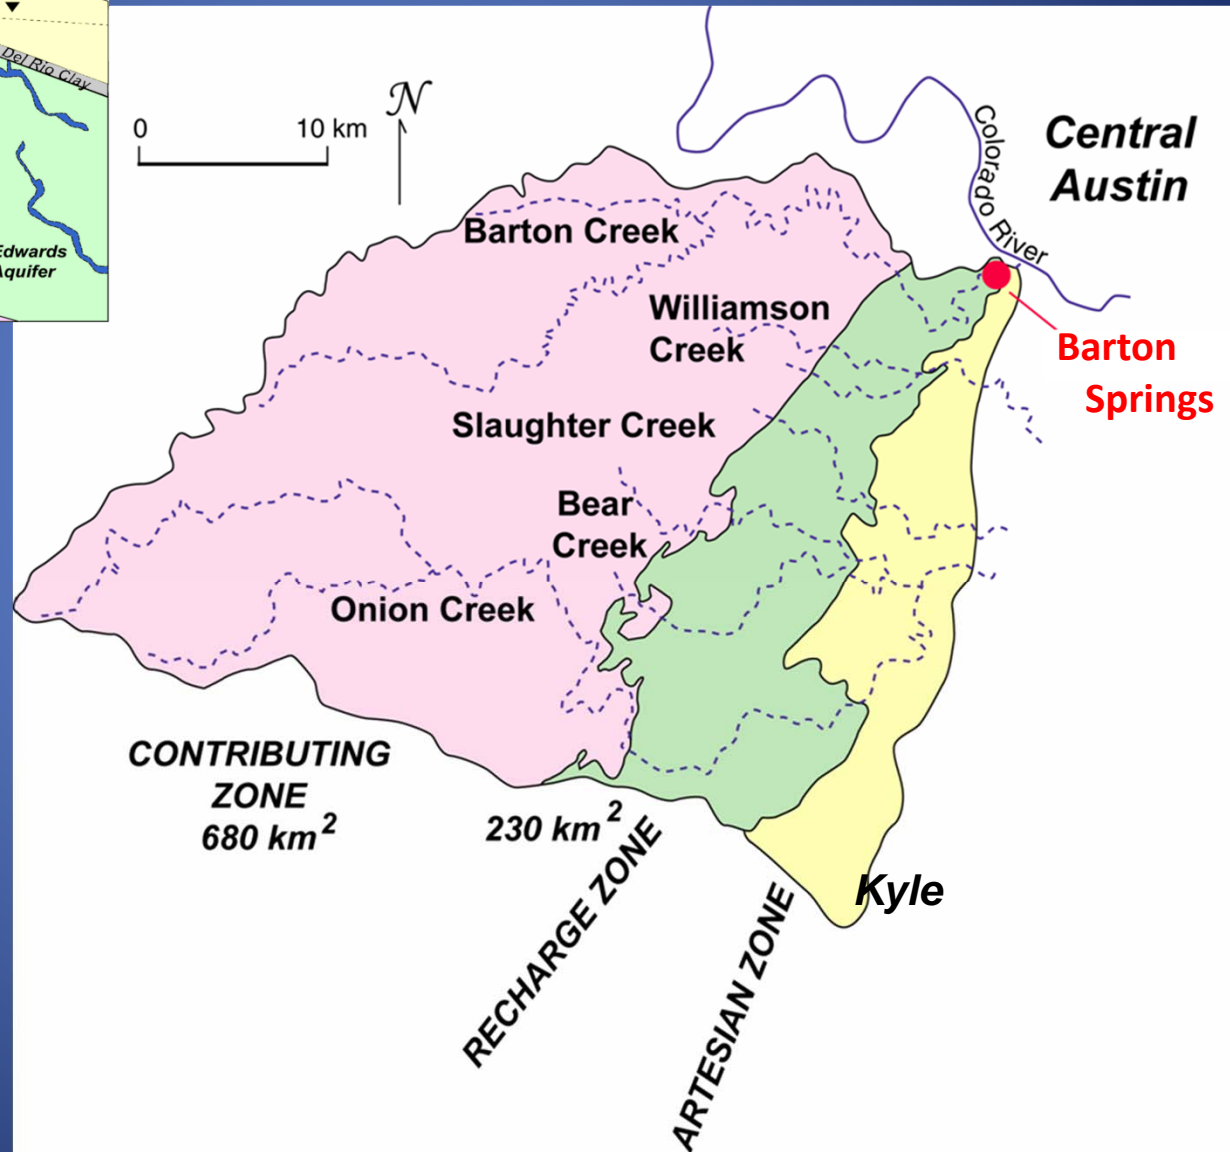 Del Rio Clay
Edwards
Aquifer
0 10 km
N
Central
Austin
Colorado River
Barton Creek
Williamson
Creek
Barton
Springs
Slaughter Creek
Bear
Creek
Onion Creek
CONTRIBUTING
ZONE
680 km²
230 km²
RECHARGE ZONE
ARTESIAN ZONE
Kyle